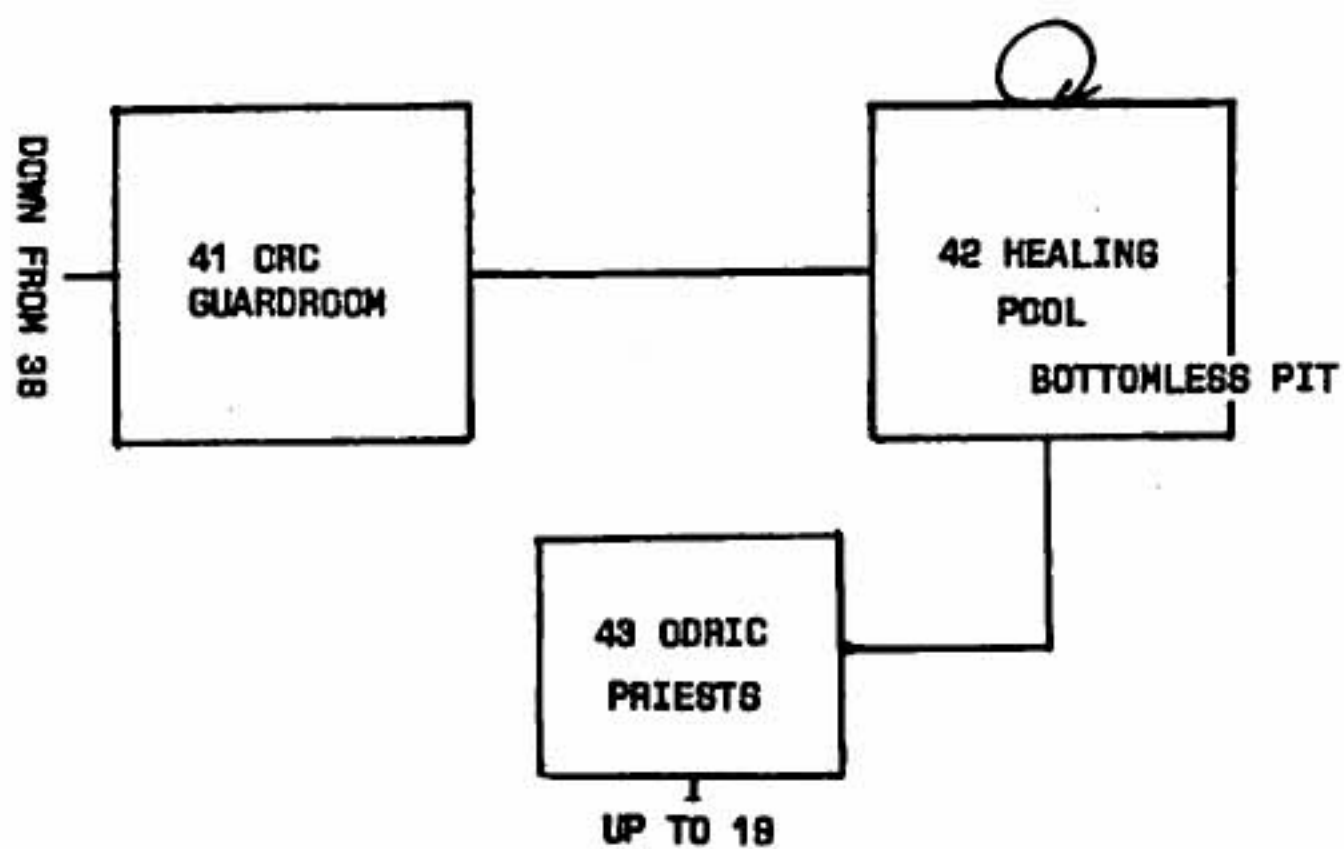 DOWN FROM 38
41 ORC
GUARDROOM
42 HEALING
POOL
BOTTOMLESS PIT
43 ODRIC
PRIESTS
UP TO 19